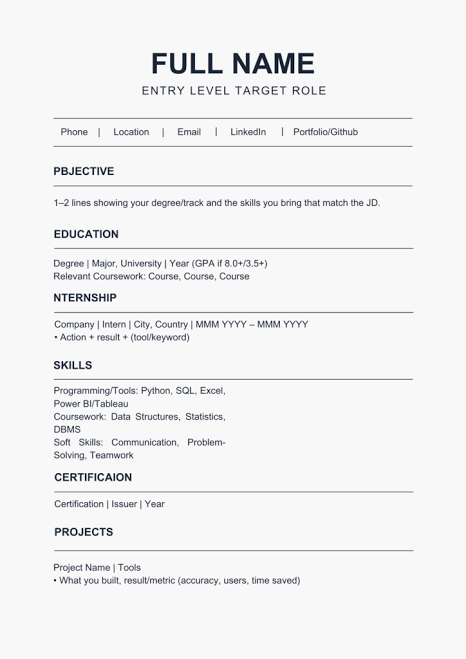 FULL NAME
ENTRY LEVEL TARGET ROLE
Phone | Location | Email | LinkedIn | Portfolio/Github
PBJECTIVE
1–2 lines showing your degree/track and the skills you bring that match the JD.
EDUCATION
Degree | Major, University | Year (GPA if 8.0+/3.5+)
Relevant Coursework: Course, Course, Course
NTERNSHIP
Company | Intern | City, Country | MMM YYYY – MMM YYYY
• Action + result + (tool/keyword)
SKILLS
Programming/Tools: Python, SQL, Excel,
Power BI/Tableau
Coursework: Data Structures, Statistics,
DBMS
Soft Skills: Communication, Problem-
Solving, Teamwork
CERTIFICAION
Certification | Issuer | Year
PROJECTS
Project Name | Tools
• What you built, result/metric (accuracy, users, time saved)